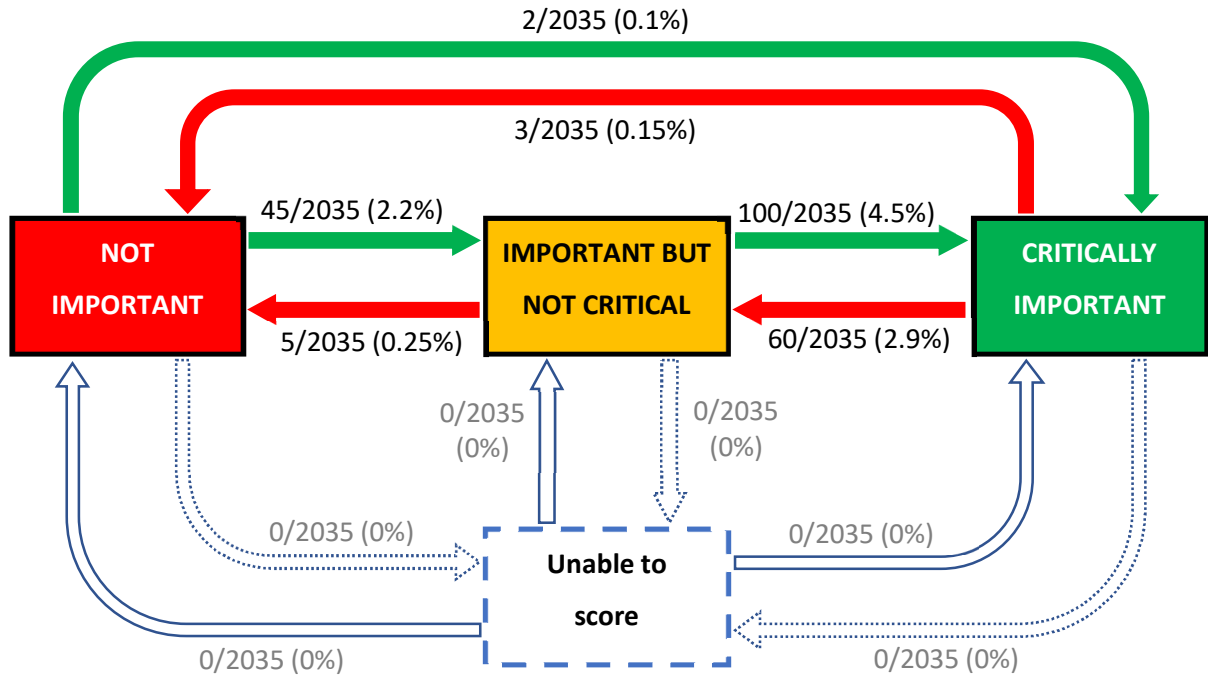 2/2035 (0.1%)
3/2035 (0.15%)
45/2035 (2.2%)
100/2035 (4.5%)
NOT
IMPORTANT
IMPORTANT BUT
NOT CRITICAL
CRITICALLY
IMPORTANT
5/2035 (0.25%)
60/2035 (2.9%)
0/2035
(0%)
0/2035
(0%)
0/2035 (0%)
0/2035 (0%)
Unable to
score
0/2035 (0%)
0/2035 (0%)